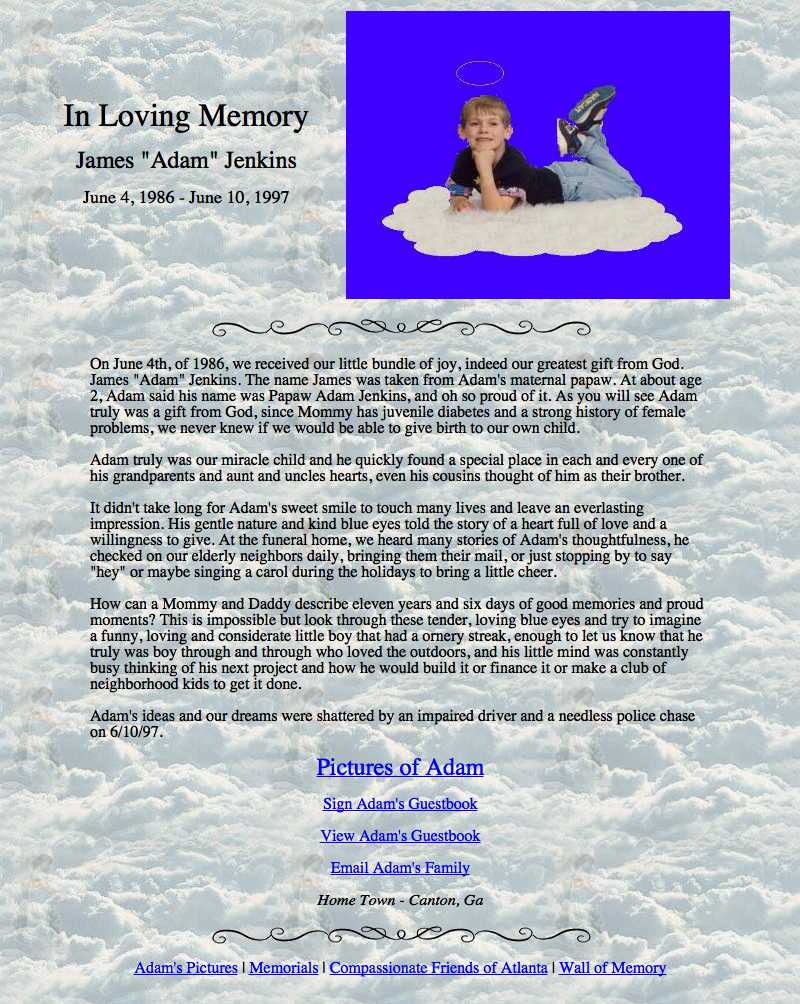 In Loving Memory
James "Adam" Jenkins
June 4, 1986 - June 10, 1997
On June 4th, of 1986, we received our little bundle of joy, indeed our greatest gift from God.
James "Adam" Jenkins. The name James was taken from Adam's maternal papaw. At about age
2, Adam said his name was Papaw Adam Jenkins, and oh so proud of it. As you will see Adam
truly was a gift from God, since Mommy has juvenile diabetes and a strong history of female
problems, we never knew if we would be able to give birth to our own child.
Adam truly was our miracle child and he quickly found a special place in each and every one of
his grandparents and aunt and uncles hearts, even his cousins thought of him as their brother.
It didn't take long for Adam's sweet smile to touch many lives and leave an everlasting
impression. His gentle nature and kind blue eyes told the story of a heart full of love and a
willingness to give. At the funeral home, we heard many stories of Adam's thoughtfulness, he
checked on our elderly neighbors daily, bringing them their mail, or just stopping by to say
"hey" or maybe singing a carol during the holidays to bring a little cheer.
How can a Mommy and Daddy describe eleven years and six days of good memories and proud
moments? This is impossible but look through these tender, loving blue eyes and try to imagine
a funny, loving and considerate little boy that had a ornery streak, enough to let us know that he
truly was boy through and through who loved the outdoors, and his little mind was constantly
busy thinking of his next project and how he would build it or finance it or make a club of
neighborhood kids to get it done.
Adam's ideas and our dreams were shattered by an impaired driver and a needless police chase
on 6/10/97.
Pictures of Adam
Sign Adam's Guestbook
View Adam's Guestbook
Email Adam's Family
Home Town - Canton, Ga
Adam's Pictures | Memorials | Compassionate Friends of Atlanta | Wall of Memory